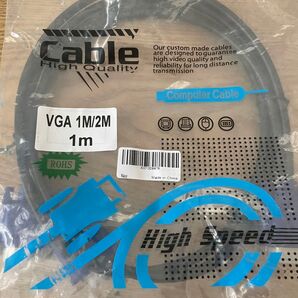 Cable
High Quality
Our custom made cables
are designed to guarantee
high video quality and
reliability for long distance
transmission
Computer Cable
VGA 1M/2M
1m
ROHS
Made in China
High Speed